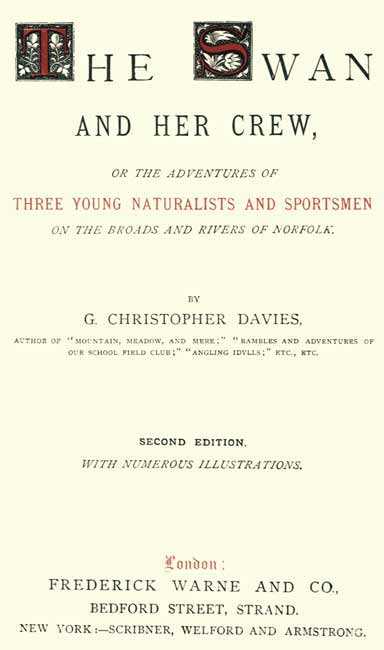 THE SWAN
AND HER CREW,
OR THE ADVENTURES OF
THREE YOUNG NATURALISTS AND SPORTSMEN
ON THE BROADS AND RIVERS OF NORFOLK.
BY
G. CHRISTOPHER DAVIES,
AUTHOR OF "MOUNTAIN, MEADOW, AND MERE;" "RAMBLES AND ADVENTURES OF
OUR SCHOOL FIELD CLUB;" "ANGLING IDYLLS;" ETC., ETC.
SECOND EDITION.
WITH NUMEROUS ILLUSTRATIONS.
London:
FREDERICK WARNE AND CO.,
BEDFORD STREET, STRAND.
NEW YORK:—SCRIBNER, WELFORD AND ARMSTRONG.